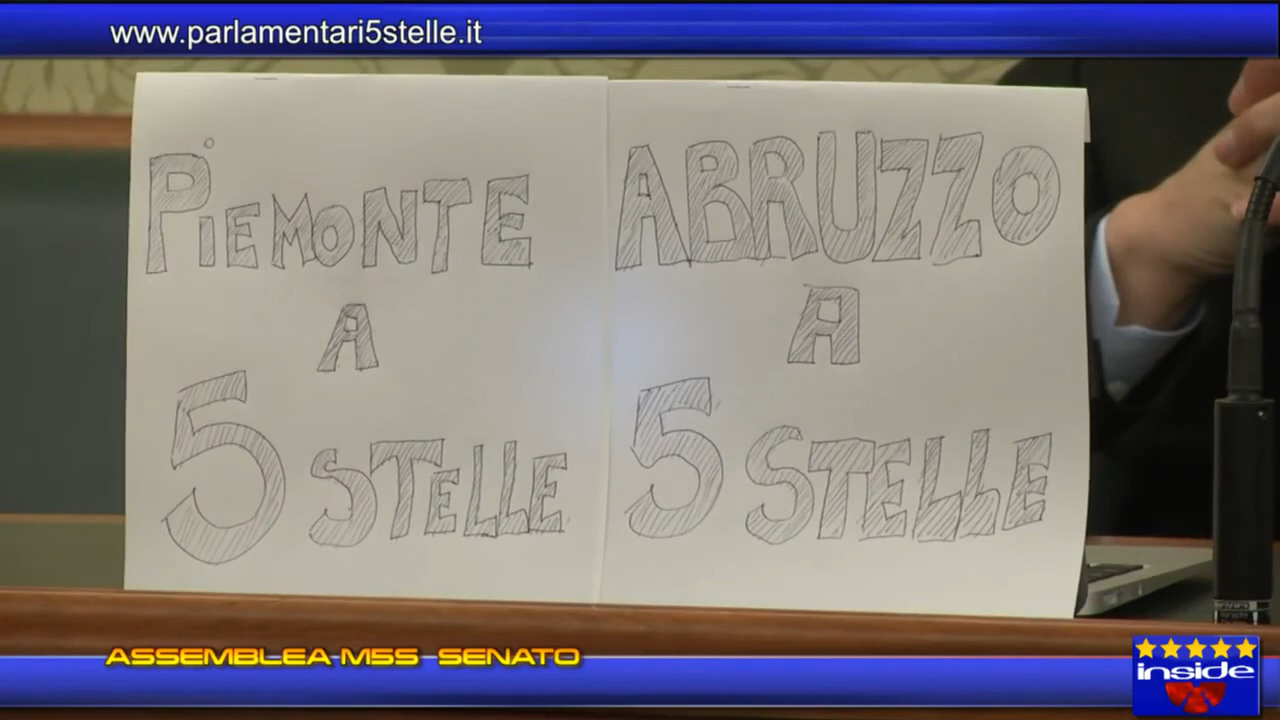 www.parlamentari5stelle.it
PiEMONTE
A
5 STELLE
ABRUZZO
A
5 STELLE
ASSEMBLEA M5S SENATO
inside